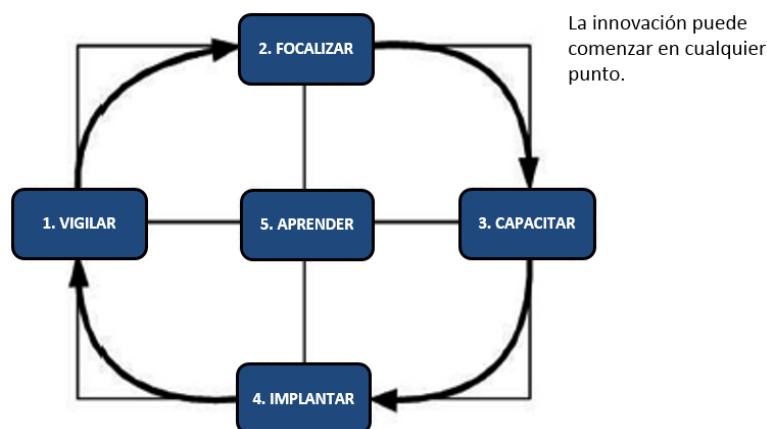 2. FOCALIZAR
La innovación puede
comenzar en cualquier
punto.
1. VIGILAR
5. APRENDER
3. CAPACITAR
4. IMPLANTAR